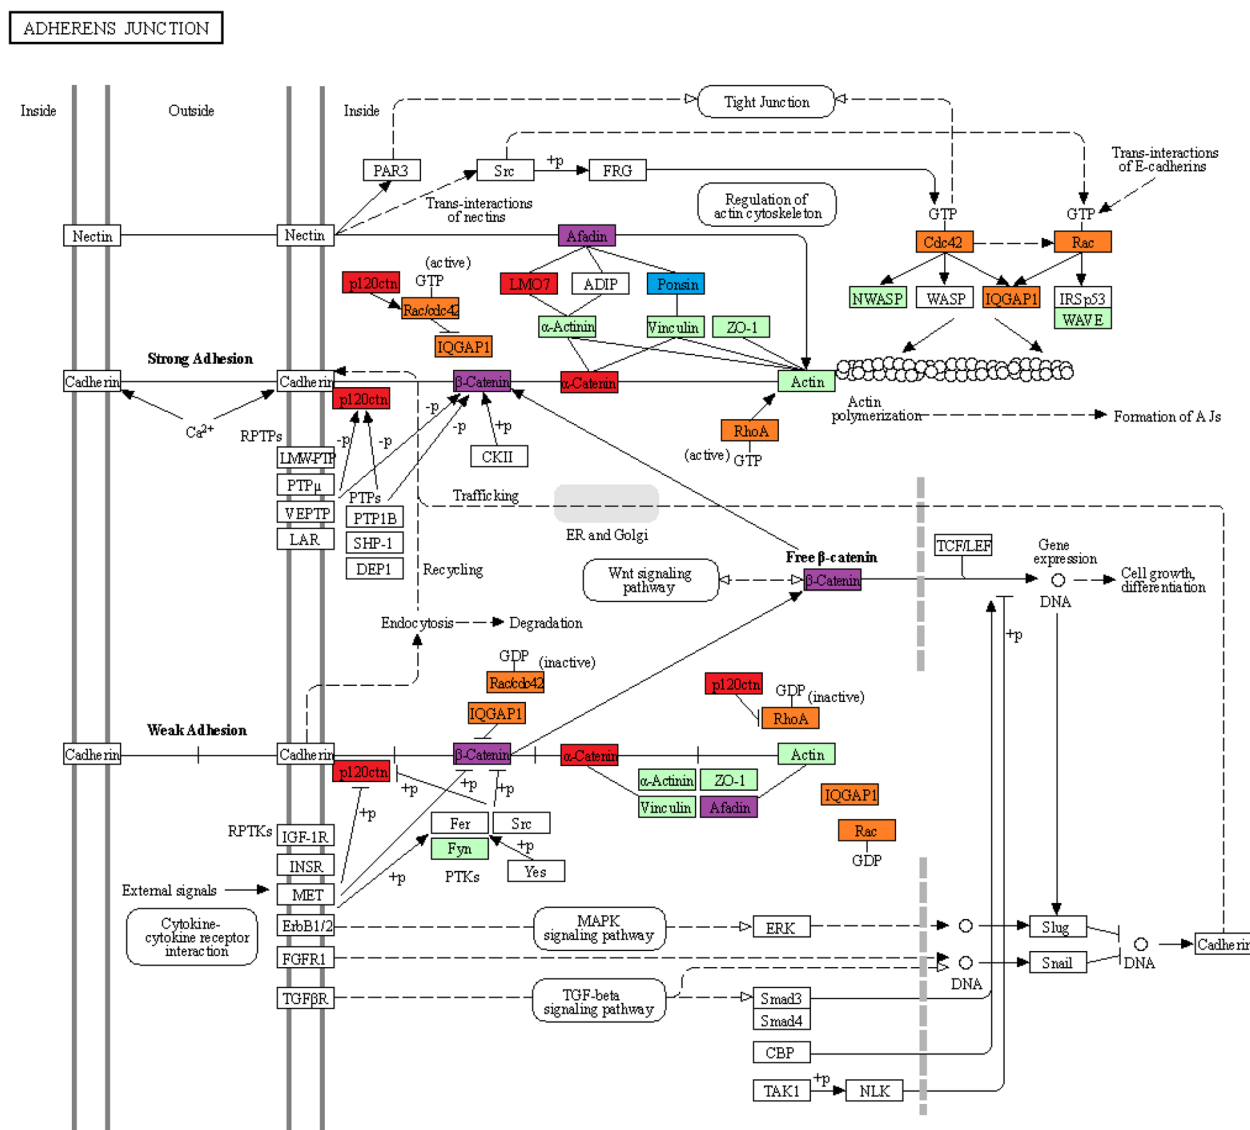 ADHERENS JUNCTION
Inside
Outside
Inside
Tight Junction
PAR3
Src
+p
FRG
Trans-interactions
of E-cadherins
Trans-interactions
of nectins
Regulation of
actin cytoskeleton
GTP
GTP
Nectin
Nectin
Afadin
Cdc42
Rac
(active)
GTP
p120ctn
Rac/cdc42
IQGAP1
LMO7
ADIP
Ponsin
α-Actinin
Vinculin
ZO-1
NWASP
WASP
IQGAP1
IRSp53
WAVE
Strong Adhesion
Cadherin
Cadherin
p120ctn
β-Catenin
α-Catenin
Actin
Actin
polymerization
Formation of AJs
Ca2+
RPTPs
-p
-p
-p
-p
+p
RhoA
(active)
GTP
LMW-PTP
PTPμ
VEPTP
LAR
PTPs
PTP1B
SHP-1
DEP1
CKII
Trafficking
ER and Golgi
Recycling
Free β-catenin
Wnt signaling
pathway
β-Catenin
TCF/LEF
Gene
expression
DNA
Cell growth,
differentiation
+p
Endocytosis
Degradation
GDP
(inactive)
Rac/cdc42
IQGAP1
p120ctn
GDP
(inactive)
RhoA
Weak Adhesion
Cadherin
Cadherin
p120ctn
β-Catenin
α-Catenin
Actin
+p
+p
+p
+p
α-Actinin
ZO-1
Vinculin
Afadin
IQGAP1
Rac
GDP
RPTKs
IGF-1R
INSR
MET
ErbB1/2
FGFR1
TGFβR
Fer
Src
Fyn
+p
Yes
PTKs
+p
External signals
Cytokine-
cytokine receptor
interaction
MAPK
signaling pathway
ERK
Slug
Snail
DNA
DNA
Cadherin
TGF-beta
signaling pathway
Smad3
Smad4
CBP
TAK1
+p
NLK